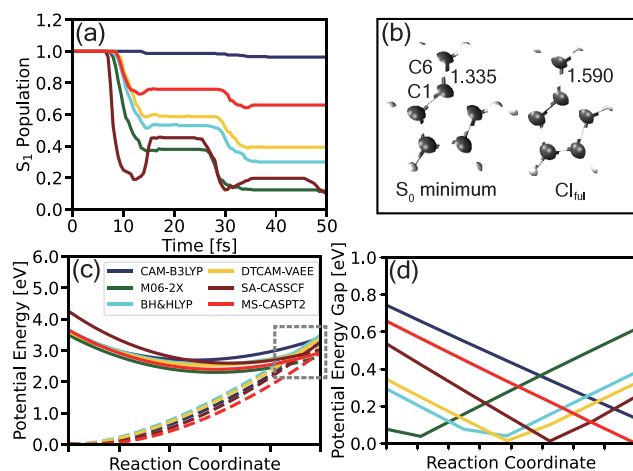 (a)
S₁ Population
1.2
1.0
0.8
0.6
0.4
0.2
0.0
0 10 20 30 40 50
Time [fs]
(b)
C6
C1
1.335
1.590
S₀ minimum
CI_ful
(c)
Potential Energy [eV]
6.0
5.0
4.0
3.0
2.0
1.0
0.0
CAM-B3LYP
M06-2X
BH&HLYP
DTCAM-VAEE
SA-CASSCF
MS-CASPT2
Reaction Coordinate
(d)
Potential Energy Gap [eV]
1.0
0.8
0.6
0.4
0.2
0.0
Reaction Coordinate